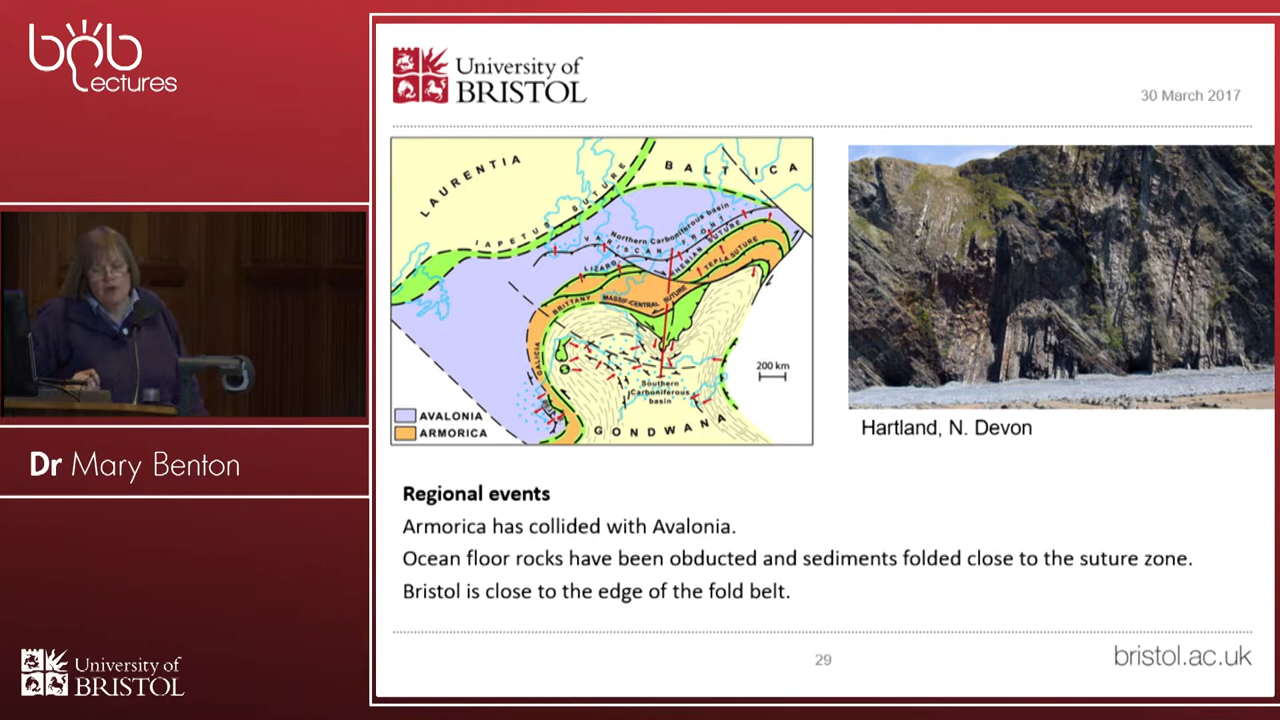 bob
Lectures
University of
BRISTOL
30 March 2017
LAURENTIA
BALTICA
IAPETUS SUTURE
Northern Carboniferous basin
VARISCAN FRONT
LIZARD
RHENIAN SUTURE
TEPLA SUTURE
BRITTANY
MASSIF-CENTRAL SUTURE
GALICIA
200 km
Southern
Carboniferous
basin
AVALONIA
ARMORICA
GONDWANA
Hartland, N. Devon
Dr Mary Benton
Regional events
Armorica has collided with Avalonia.
Ocean floor rocks have been obducted and sediments folded close to the suture zone.
Bristol is close to the edge of the fold belt.
29
bristol.ac.uk
University of
BRISTOL